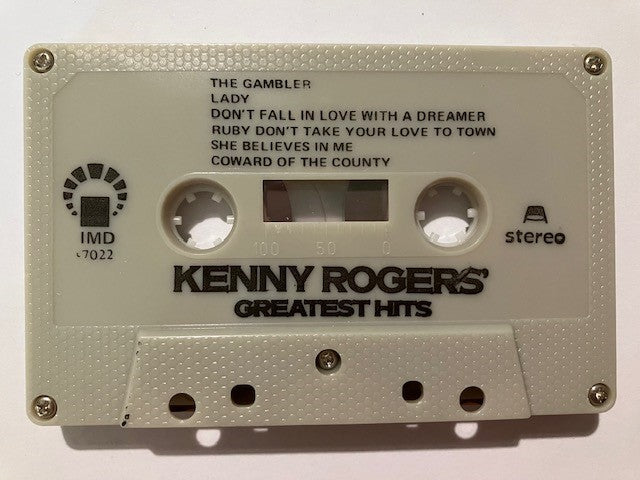 THE GAMBLER
LADY
DON'T FALL IN LOVE WITH A DREAMER
RUBY DON'T TAKE YOUR LOVE TO TOWN
SHE BELIEVES IN ME
COWARD OF THE COUNTY
IMD
7022
A
stereo
100 50 0
KENNY ROGERS'
GREATEST HITS